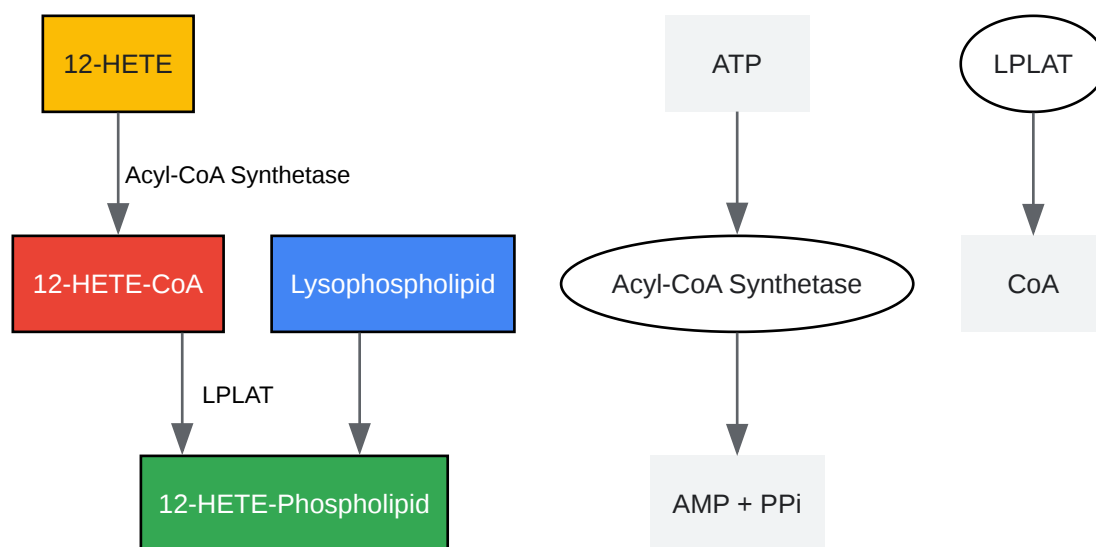 12-HETE
ATP
LPLAT
Acyl-CoA Synthetase
12-HETE-CoA
Lysophospholipid
Acyl-CoA Synthetase
CoA
LPLAT
12-HETE-Phospholipid
AMP + PPi